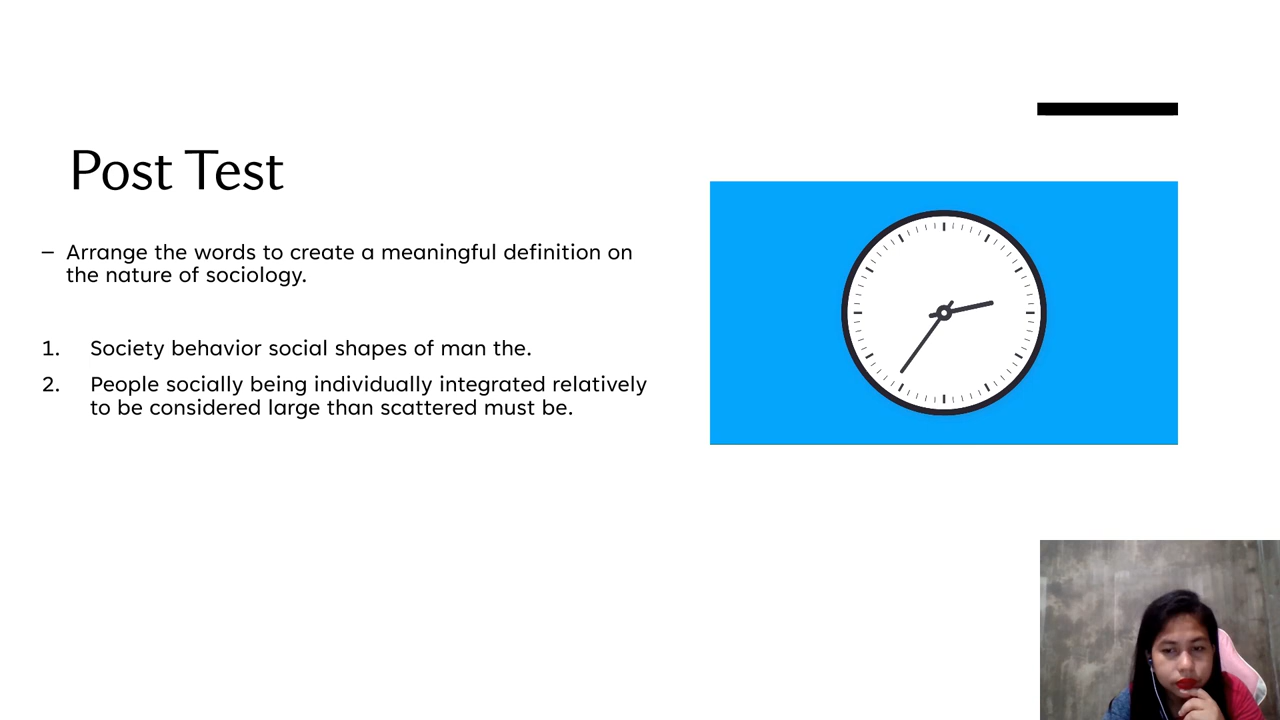 Post Test
– Arrange the words to create a meaningful definition on
the nature of sociology.
1. Society behavior social shapes of man the.
2. People socially being individually integrated relatively
to be considered large than scattered must be.